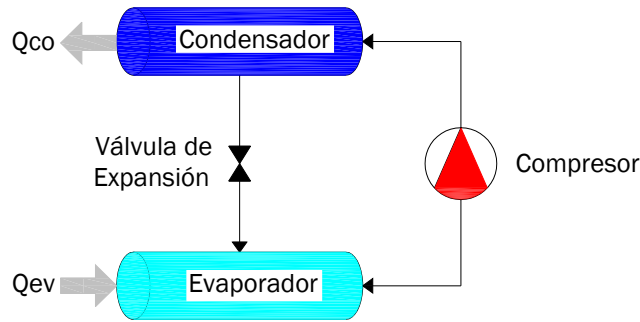 Qco
Condensador
Válvula de
Expansión
Compresor
Qev
Evaporador